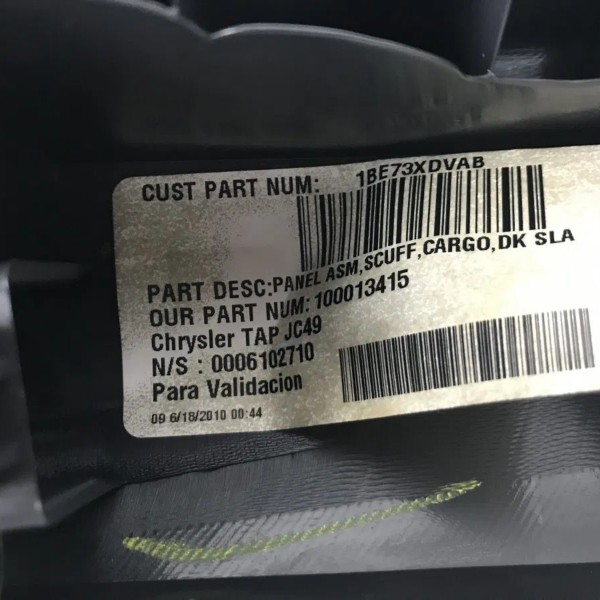 CUST PART NUM: 1BE73XDVAB
PART DESC:PANEL ASM,SCUFF,CARGO,DK SLA
OUR PART NUM:100013415
Chrysler TAP JC49
N/S : 0006102710
Para Validacion
09 6/18/2010 00:44